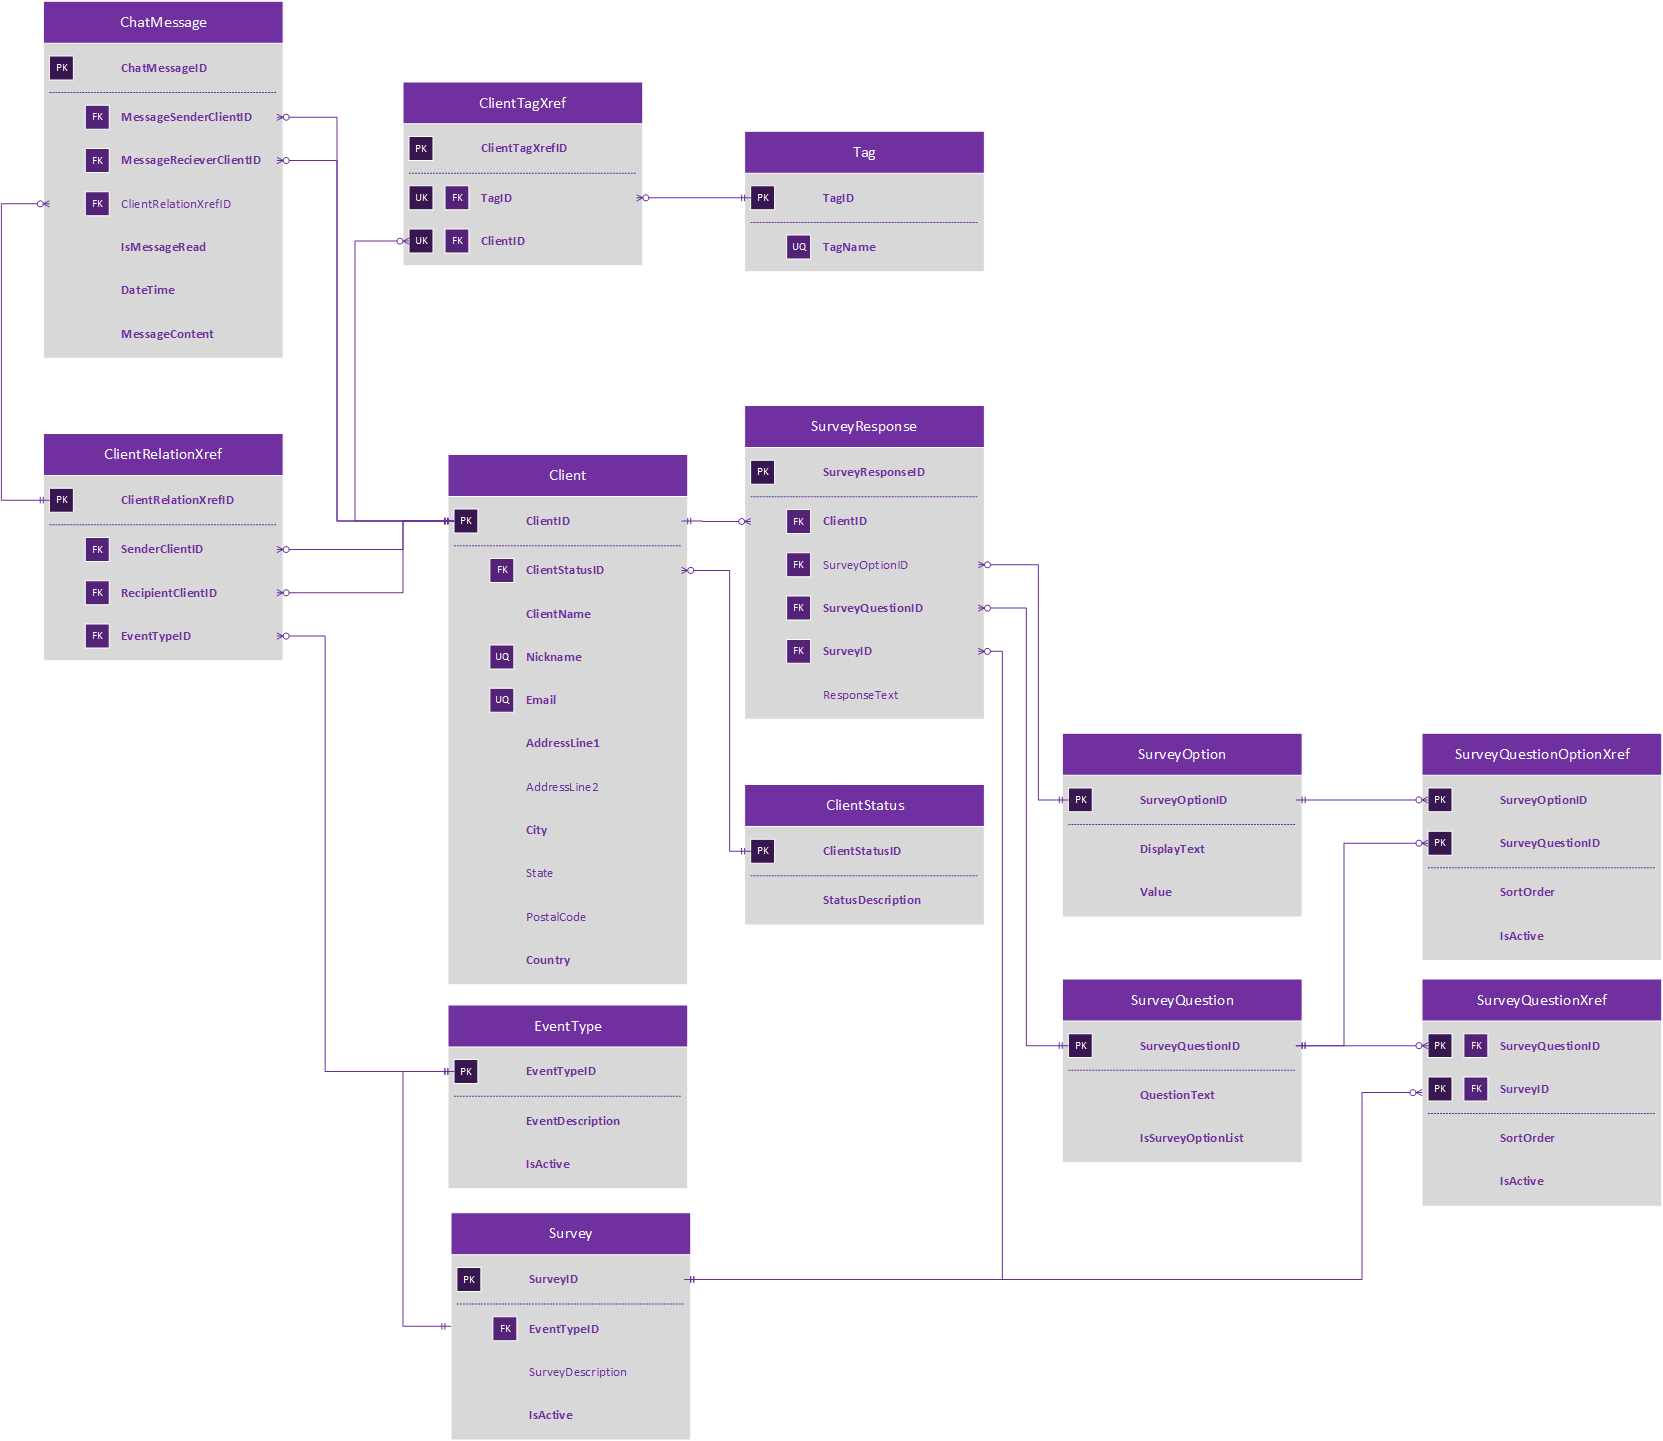 ChatMessage
PK ChatMessageID
FK MessageSenderClientID
FK MessageRecieverClientID
FK ClientRelationXrefID
IsMessageRead
DateTime
MessageContent
ClientTagXref
PK ClientTagXrefID
UK FK TagID
UK FK ClientID
Tag
PK TagID
UQ TagName
ClientRelationXref
PK ClientRelationXrefID
FK SenderClientID
FK RecipientClientID
FK EventTypeID
Client
PK ClientID
FK ClientStatusID
ClientName
UQ Nickname
UQ Email
AddressLine1
AddressLine2
City
State
PostalCode
Country
SurveyResponse
PK SurveyResponseID
FK ClientID
FK SurveyOptionID
FK SurveyQuestionID
FK SurveyID
ResponseText
ClientStatus
PK ClientStatusID
StatusDescription
SurveyOption
PK SurveyOptionID
DisplayText
Value
SurveyQuestionOptionXref
PK SurveyOptionID
PK SurveyQuestionID
SortOrder
IsActive
EventType
PK EventTypeID
EventDescription
IsActive
SurveyQuestion
PK SurveyQuestionID
QuestionText
IsSurveyOptionList
SurveyQuestionXref
PK FK SurveyQuestionID
PK FK SurveyID
SortOrder
IsActive
Survey
PK SurveyID
FK EventTypeID
SurveyDescription
IsActive